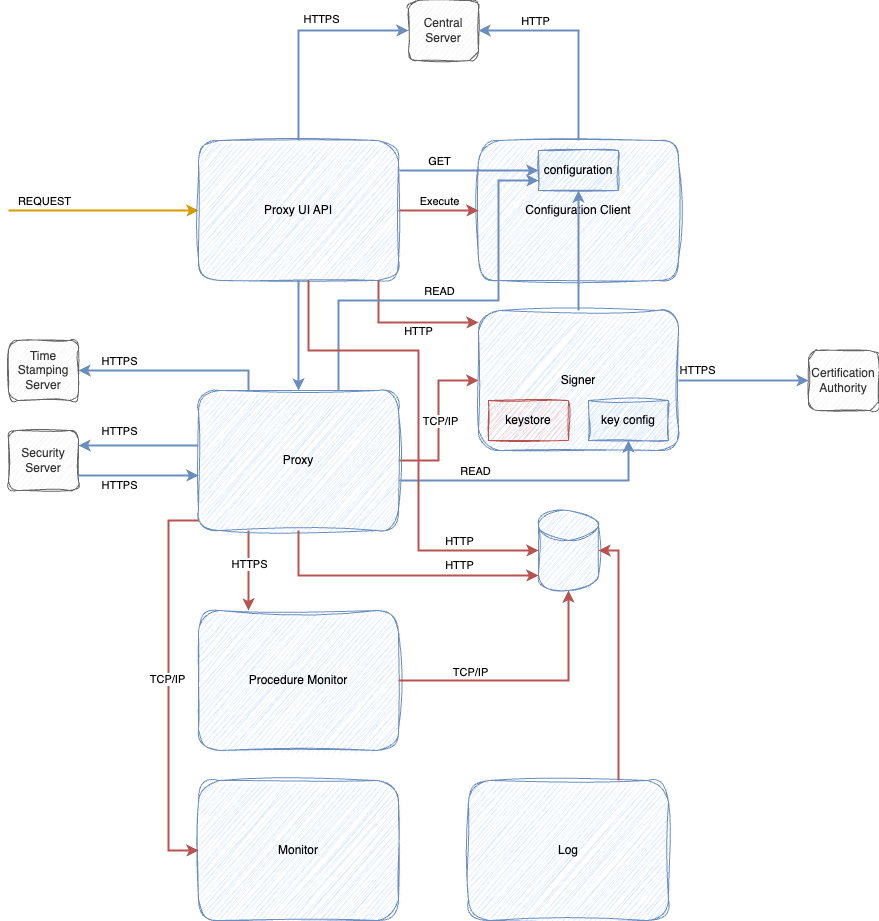 HTTPS
Central
Server
HTTP
GET
configuration
REQUEST
Proxy UI API
Execute
Configuration Client
READ
HTTP
Time
Stamping
Server
HTTPS
Signer
HTTPS
Certification
Authority
keystore
key config
TCP/IP
HTTPS
Security
Server
Proxy
READ
HTTPS
HTTP
HTTPS
HTTP
TCP/IP
Procedure Monitor
TCP/IP
Monitor
Log